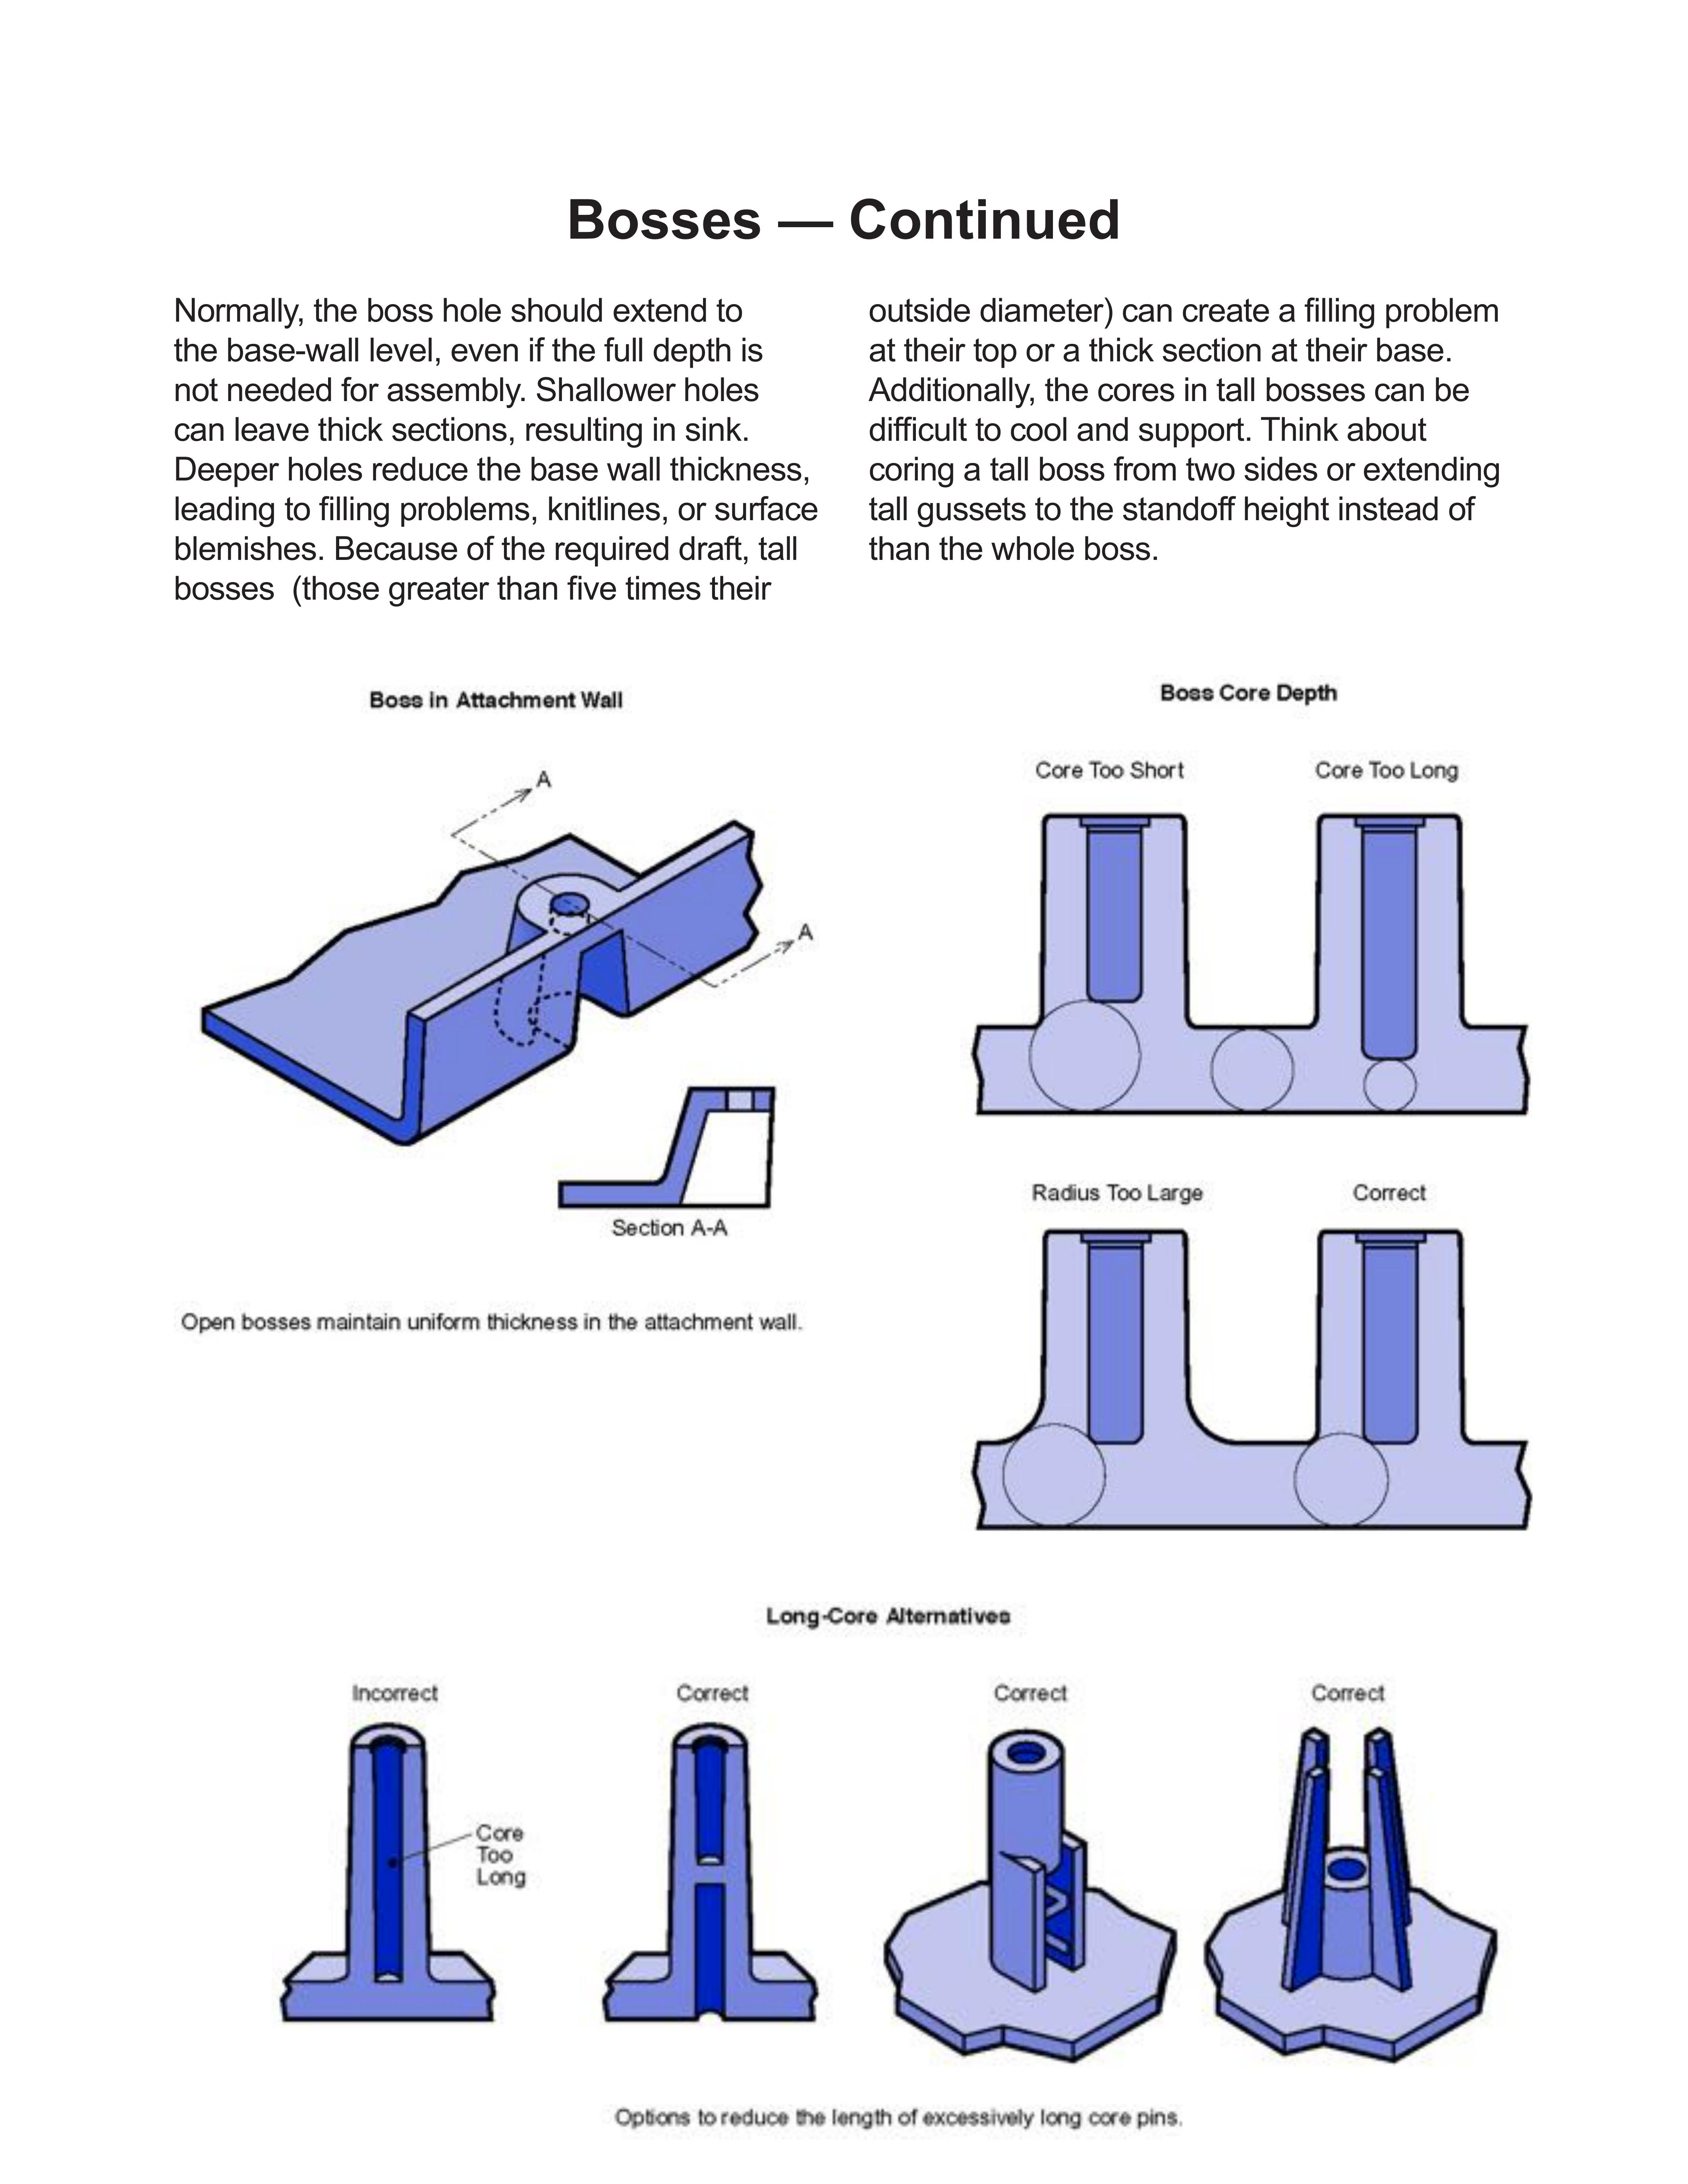 Bosses — Continued
Normally, the boss hole should extend to
the base-wall level, even if the full depth is
not needed for assembly. Shallower holes
can leave thick sections, resulting in sink.
Deeper holes reduce the base wall thickness,
leading to filling problems, knitlines, or surface
blemishes. Because of the required draft, tall
bosses  (those greater than five times their
outside diameter) can create a filling problem
at their top or a thick section at their base.
Additionally, the cores in tall bosses can be
difficult to cool and support. Think about
coring a tall boss from two sides or extending
tall gussets to the standoff height instead of
than the whole boss.
Boss in Attachment Wall
A
A
Section A-A
Open bosses maintain uniform thickness in the attachment wall.
Boss Core Depth
Core Too Short
Core Too Long
Radius Too Large
Correct
Long-Core Alternatives
Incorrect
Correct
Correct
Correct
Core
Too
Long
Options to reduce the length of excessively long core pins.